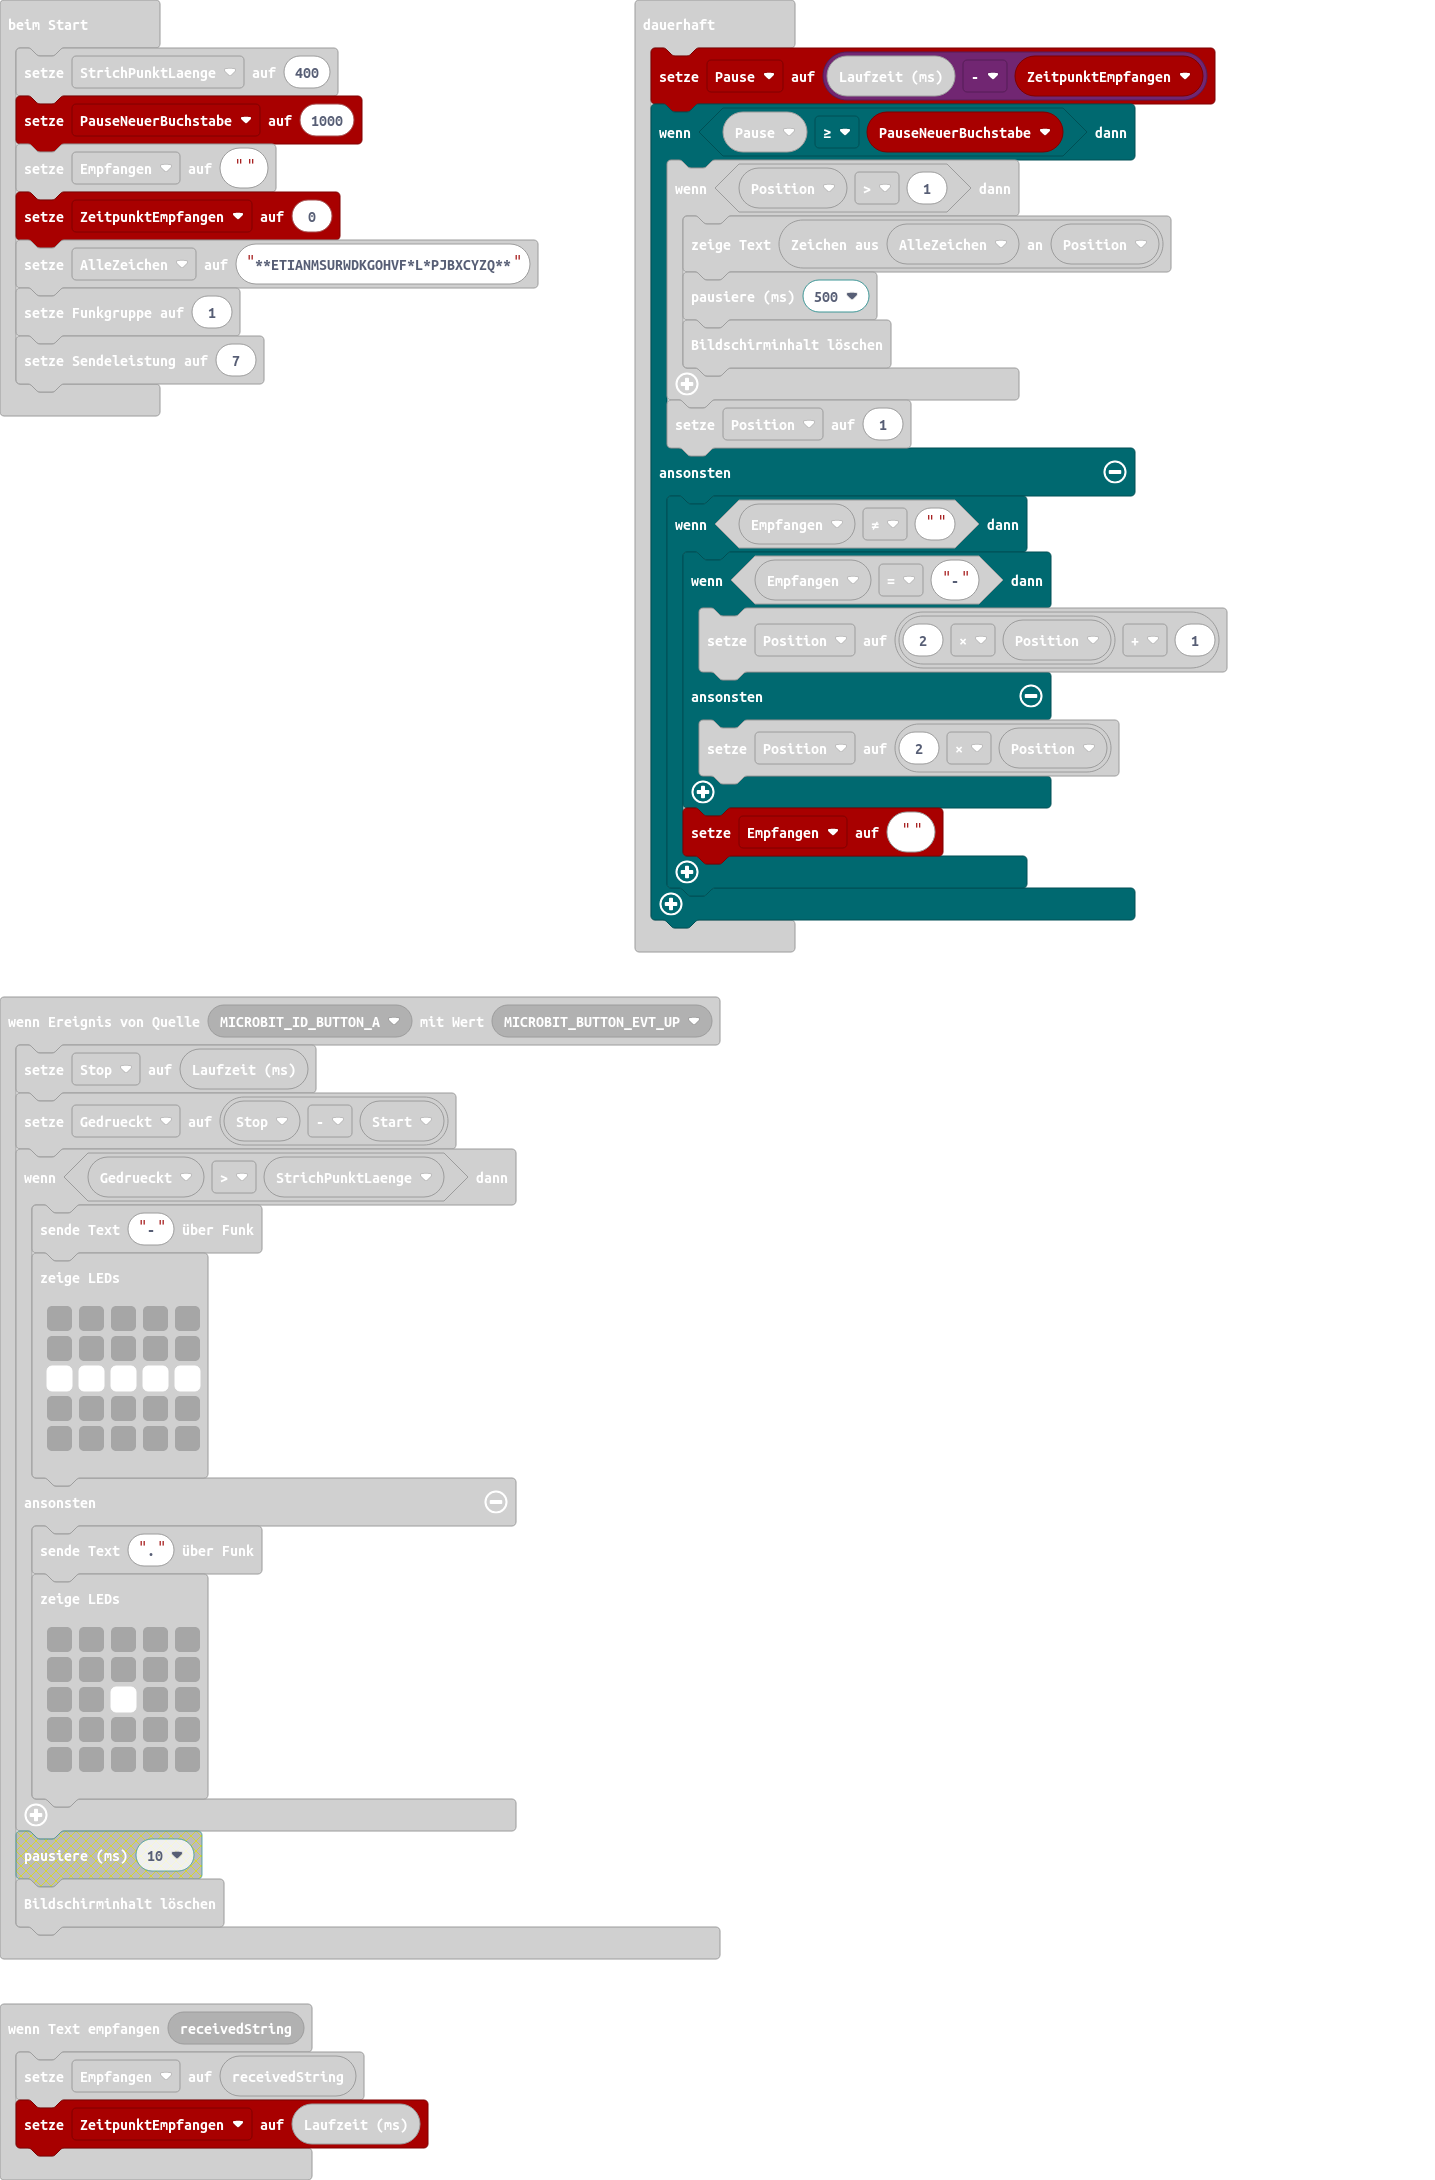 beim Start
setze StrichPunktLaenge auf 400
setze PauseNeuerBuchstabe auf 1000
setze Empfangen auf " "
setze ZeitpunktEmpfangen auf 0
setze AlleZeichen auf "**ETIANMSURWDKGOHVF*L*PJBXCYZQ**"
setze Funkgruppe auf 1
setze Sendeleistung auf 7
dauerhaft
setze Pause auf Laufzeit (ms) - ZeitpunktEmpfangen
wenn Pause ≥ PauseNeuerBuchstabe dann
wenn Position > 1 dann
zeige Text Zeichen aus AlleZeichen an Position
pausiere (ms) 500
Bildschirminhalt löschen
setze Position auf 1
ansonsten
wenn Empfangen ≠ "" dann
wenn Empfangen = "-" dann
setze Position auf 2 × Position + 1
ansonsten
setze Position auf 2 × Position
setze Empfangen auf " "
wenn Ereignis von Quelle MICROBIT_ID_BUTTON_A mit Wert MICROBIT_BUTTON_EVT_UP
setze Stop auf Laufzeit (ms)
setze Gedrueckt auf Stop - Start
wenn Gedrueckt > StrichPunktLaenge dann
sende Text "-" über Funk
zeige LEDs
ansonsten
sende Text "." über Funk
zeige LEDs
pausiere (ms) 10
Bildschirminhalt löschen
wenn Text empfangen receivedString
setze Empfangen auf receivedString
setze ZeitpunktEmpfangen auf Laufzeit (ms)